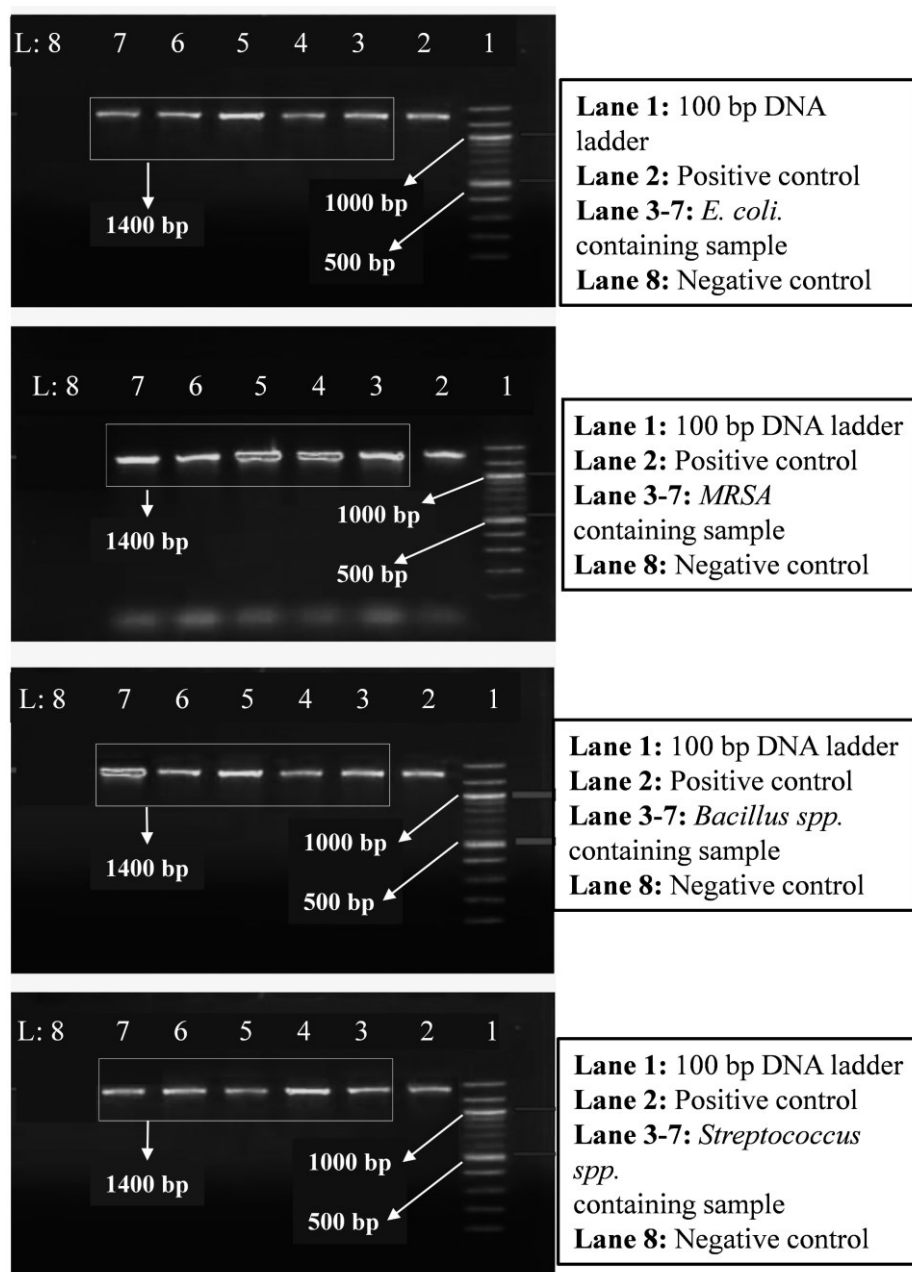 L: 8 7 6 5 4 3 2 1
1000 bp
1400 bp
500 bp
Lane 1: 100 bp DNA
ladder
Lane 2: Positive control
Lane 3-7: E. coli.
containing sample
Lane 8: Negative control
L: 8 7 6 5 4 3 2 1
1000 bp
1400 bp
500 bp
Lane 1: 100 bp DNA ladder
Lane 2: Positive control
Lane 3-7: MRSA
containing sample
Lane 8: Negative control
L: 8 7 6 5 4 3 2 1
1000 bp
1400 bp
500 bp
Lane 1: 100 bp DNA ladder
Lane 2: Positive control
Lane 3-7: Bacillus spp.
containing sample
Lane 8: Negative control
L: 8 7 6 5 4 3 2 1
1000 bp
1400 bp
500 bp
Lane 1: 100 bp DNA ladder
Lane 2: Positive control
Lane 3-7: Streptococcus
spp.
containing sample
Lane 8: Negative control